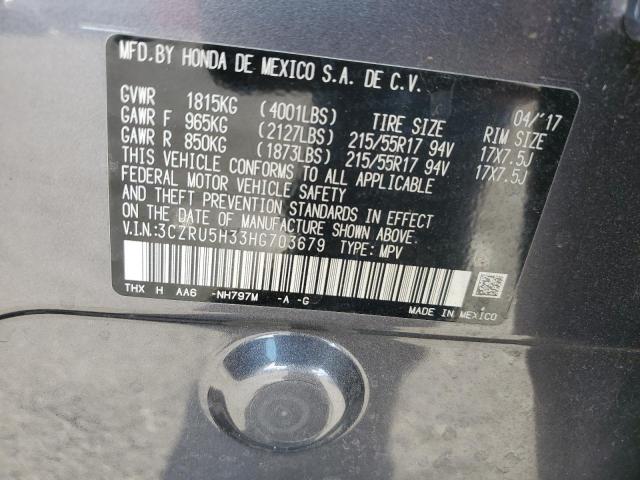 MFD.BY HONDA DE MEXICO S.A. DE C.V.
04/'17
GVWR 1815KG (4001LBS) TIRE SIZE RIM SIZE
GAWR F 965KG (2127LBS) 215/55R17 94V 17X7.5J
GAWR R 850KG (1873LBS) 215/55R17 94V 17X7.5J
THIS VEHICLE CONFORMS TO ALL APPLICABLE
FEDERAL MOTOR VEHICLE SAFETY
AND THEFT PREVENTION STANDARDS IN EFFECT
ON THE DATE OF MANUFACTURE SHOWN ABOVE.
V.I.N.:3CZRU5H33HG703679 TYPE: MPV
THX H AA6 -NH797M -A -G
MADE IN MEXICO